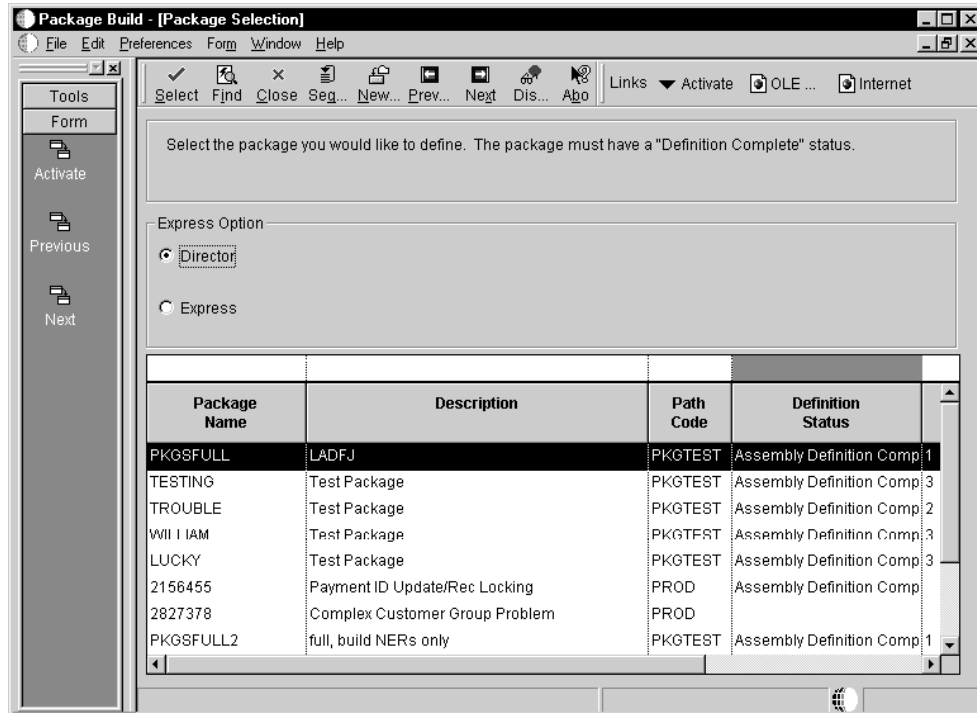 Package Build - [Package Selection]
File Edit Preferences Form Window Help
Tools
Form
Activate
Previous
Next
Select Find Close Seq... New... Prev... Next Dis... Abo Links Activate OLE ... Internet
Select the package you would like to define. The package must have a "Definition Complete" status.
Express Option
Director
Express
Package Name Description Path Code Definition Status
PKGSFULL LADFJ PKGTEST Assembly Definition Comp 1
TESTING Test Package PKGTEST Assembly Definition Comp 3
TROUBLE Test Package PKGTEST Assembly Definition Comp 2
WILLIAM Test Package PKGTEST Assembly Definition Comp 3
LUCKY Test Package PKGTEST Assembly Definition Comp 3
2156455 Payment ID Update/Rec Locking PROD Assembly Definition Comp
2827378 Complex Customer Group Problem PROD
PKGSFULL2 full, build NERs only PKGTEST Assembly Definition Comp 1